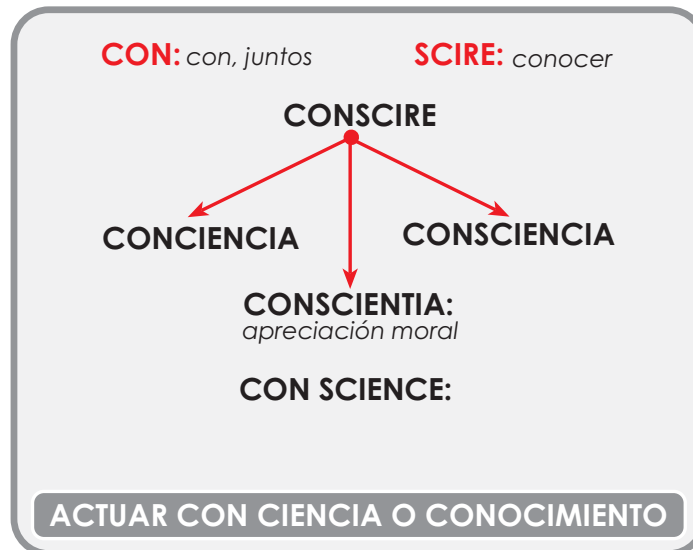 CON: con, juntos SCIRE: conocer
CONSCIRE
CONCIENCIA CONSCIENCIA
CONSCIENTIA:
apreciación moral
CON SCIENCE:
ACTUAR CON CIENCIA O CONOCIMIENTO